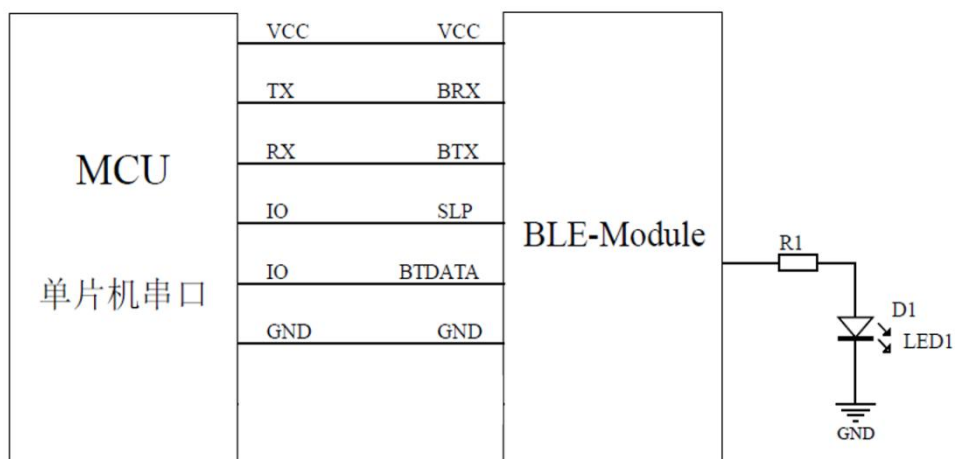 VCC VCC
TX BRX
RX BTX
MCU
IO SLP
BLE-Module
R1
IO BTDATA
单片机串口
D1
GND GND
LED1
GND